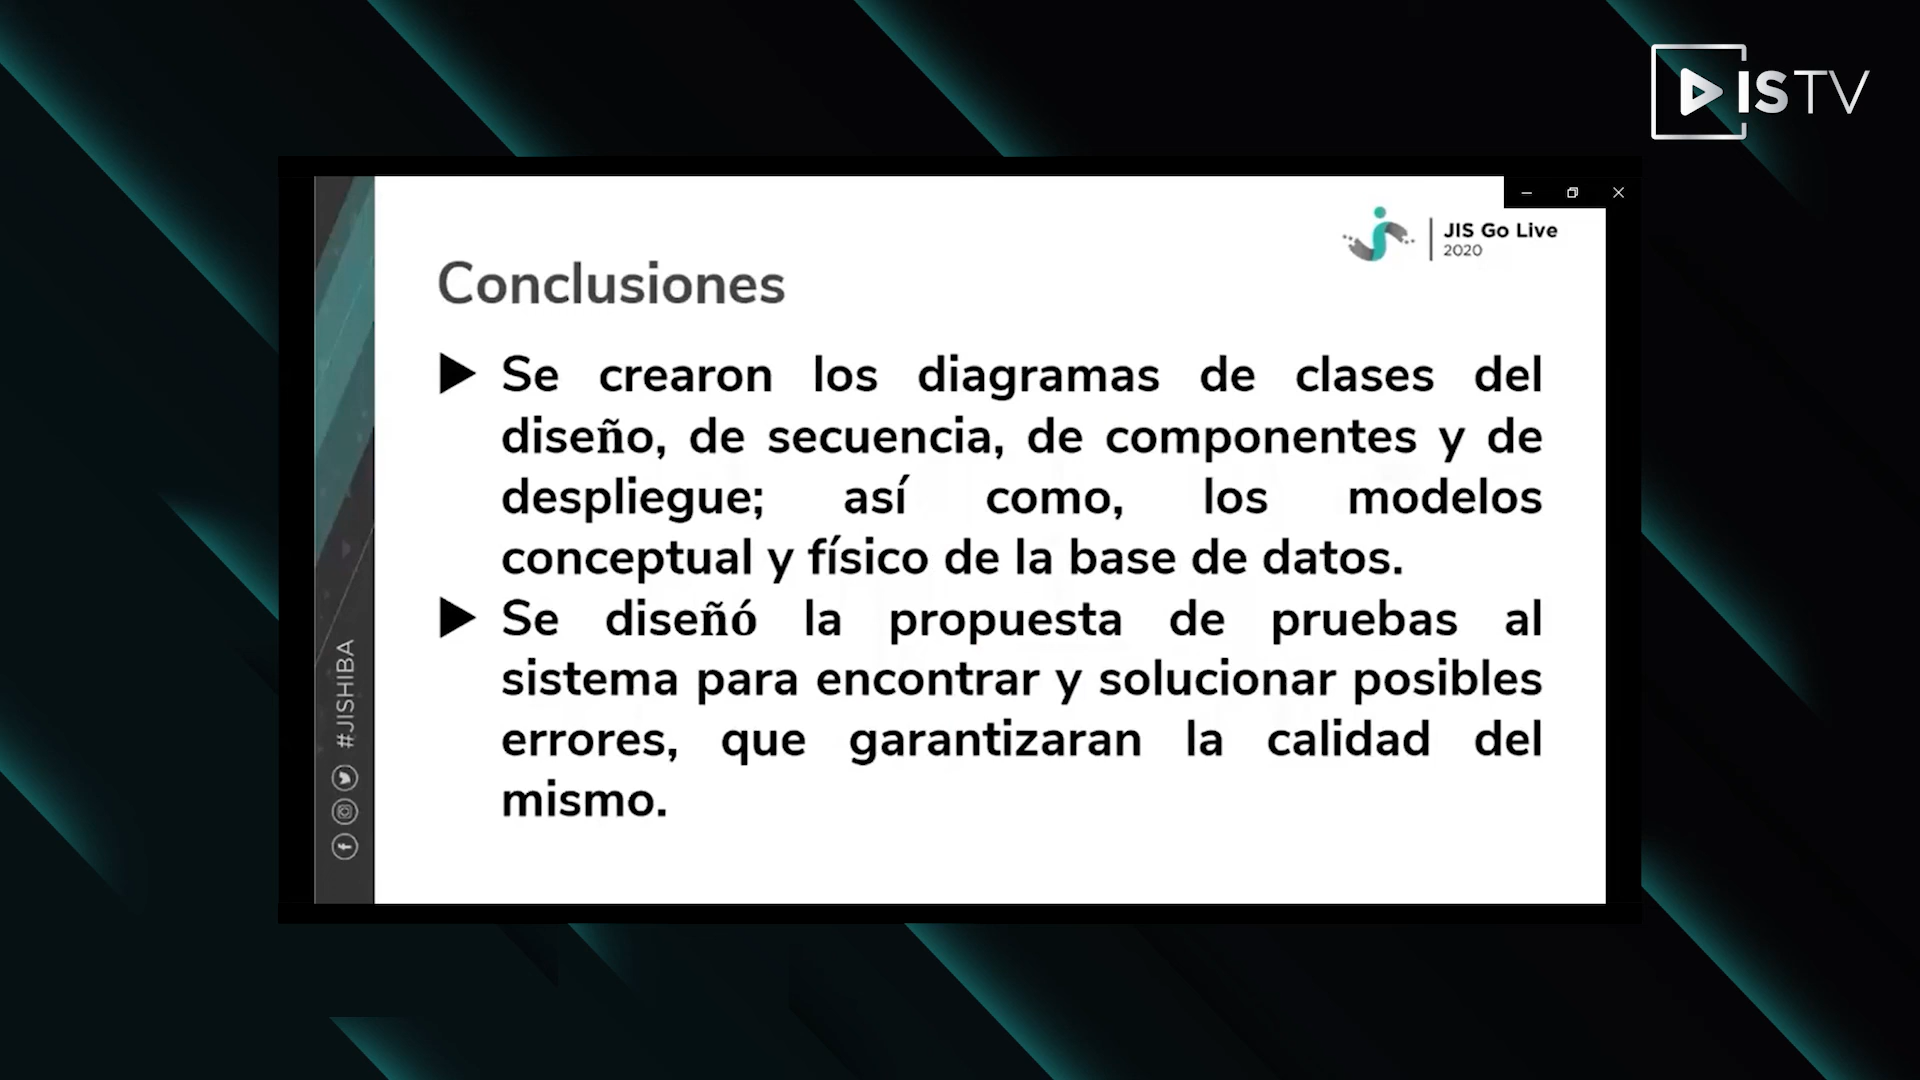 ISTV
JIS Go Live
2020
Conclusiones
Se crearon los diagramas de clases del
diseño, de secuencia, de componentes y de
despliegue; así como, los modelos
conceptual y físico de la base de datos.
Se diseñó la propuesta de pruebas al
sistema para encontrar y solucionar posibles
errores, que garantizaran la calidad del
mismo.
#JISHIBA